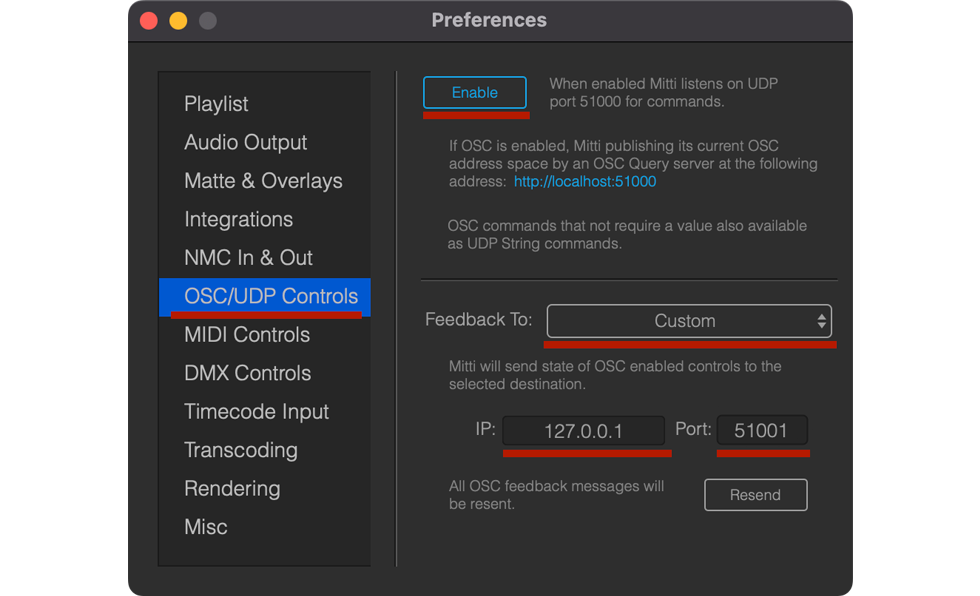 Preferences
Playlist
Audio Output
Matte & Overlays
Integrations
NMC In & Out
OSC/UDP Controls
MIDI Controls
DMX Controls
Timecode Input
Transcoding
Rendering
Misc
Enable
When enabled Mitti listens on UDP
port 51000 for commands.
If OSC is enabled, Mitti publishing its current OSC
address space by an OSC Query server at the following
address: http://localhost:51000
OSC commands that not require a value also available
as UDP String commands.
Feedback To: Custom
Mitti will send state of OSC enabled controls to the
selected destination.
IP: 127.0.0.1 Port: 51001
All OSC feedback messages will
be resent.
Resend